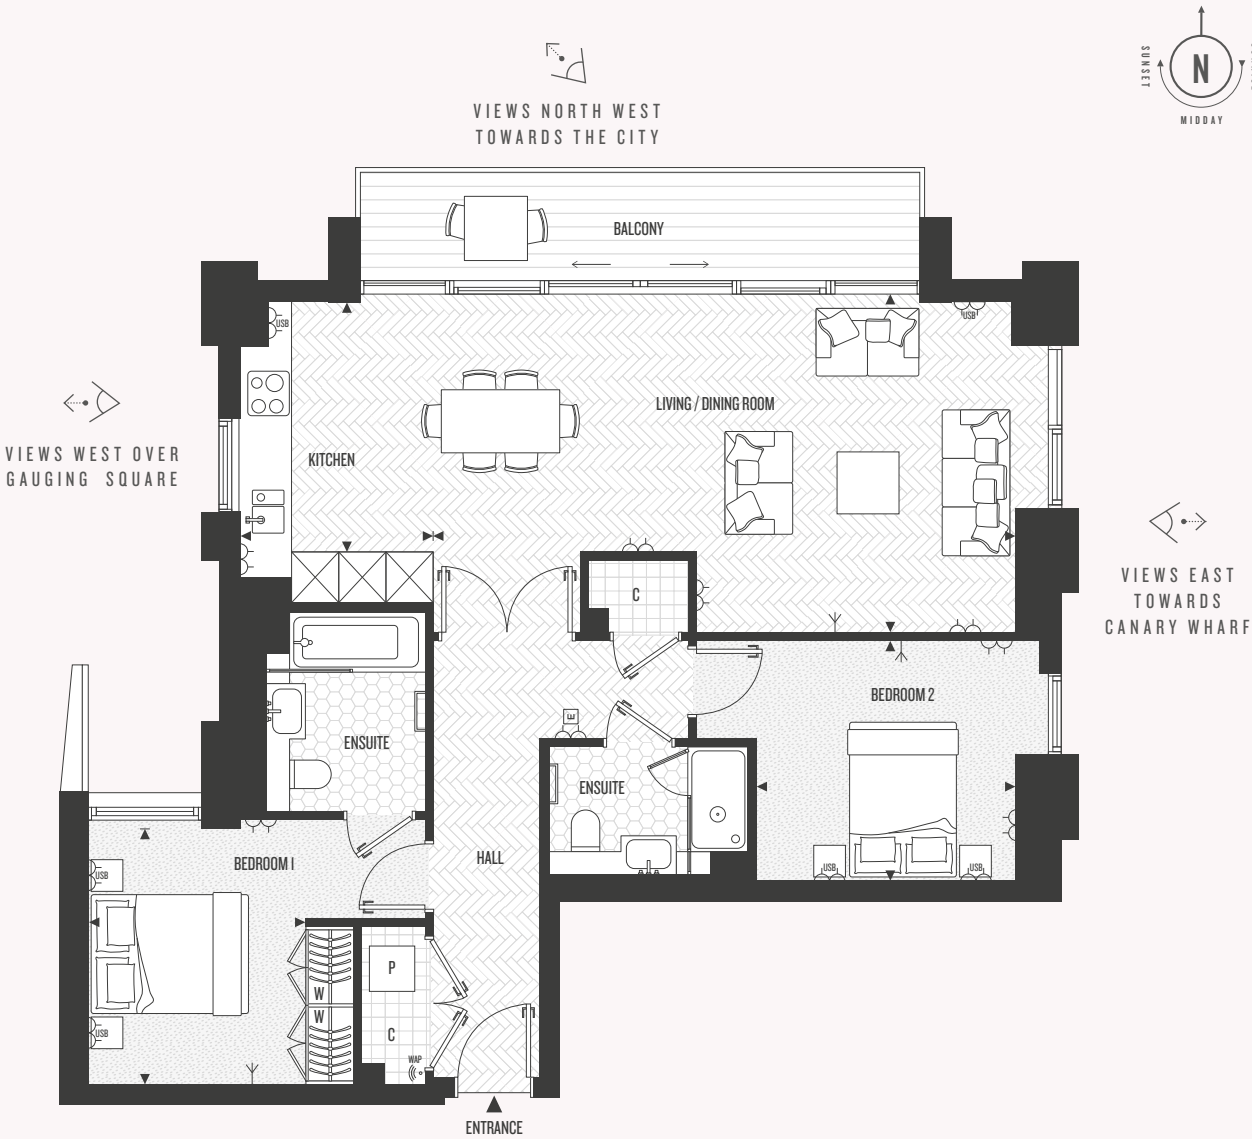 VIEWS NORTH WEST
TOWARDS THE CITY
N
SUNSET
MIDDAY
BALCONY
USB
USB
LIVING / DINING ROOM
KITCHEN
VIEWS WEST OVER
GAUGING SQUARE
VIEWS EAST
TOWARDS
CANARY WHARF
C
BEDROOM 2
E
ENSUITE
ENSUITE
HALL
BEDROOM 1
USB
USB
USB
P
W
W
C
USB
WAP
ENTRANCE